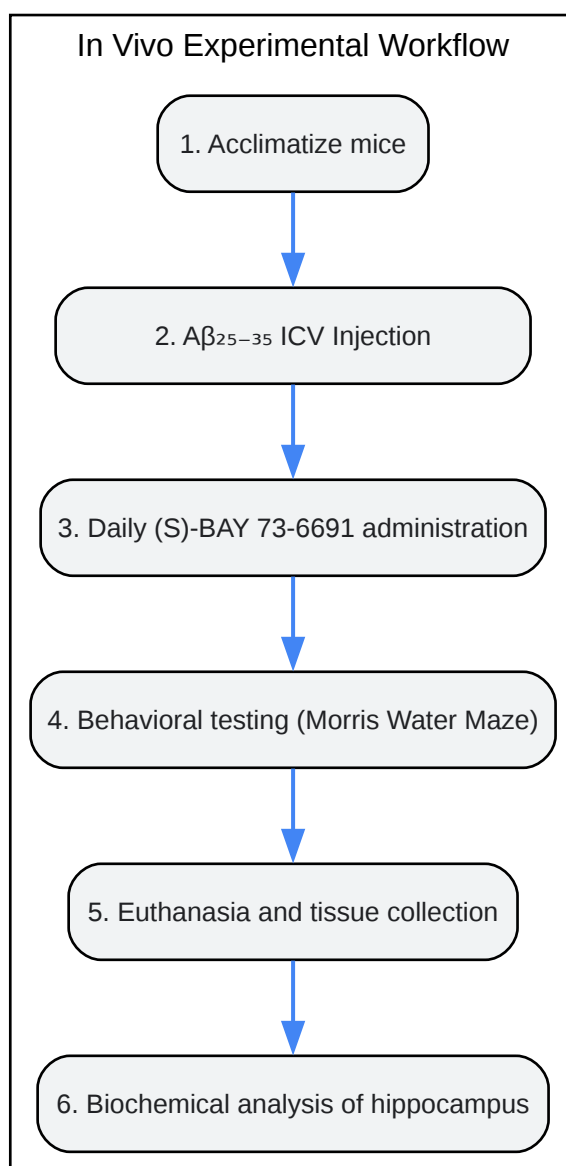 In Vivo Experimental Workflow
1. Acclimatize mice
2. Aβ₂₅₋₃₅ ICV Injection
3. Daily (S)-BAY 73-6691 administration
4. Behavioral testing (Morris Water Maze)
5. Euthanasia and tissue collection
6. Biochemical analysis of hippocampus